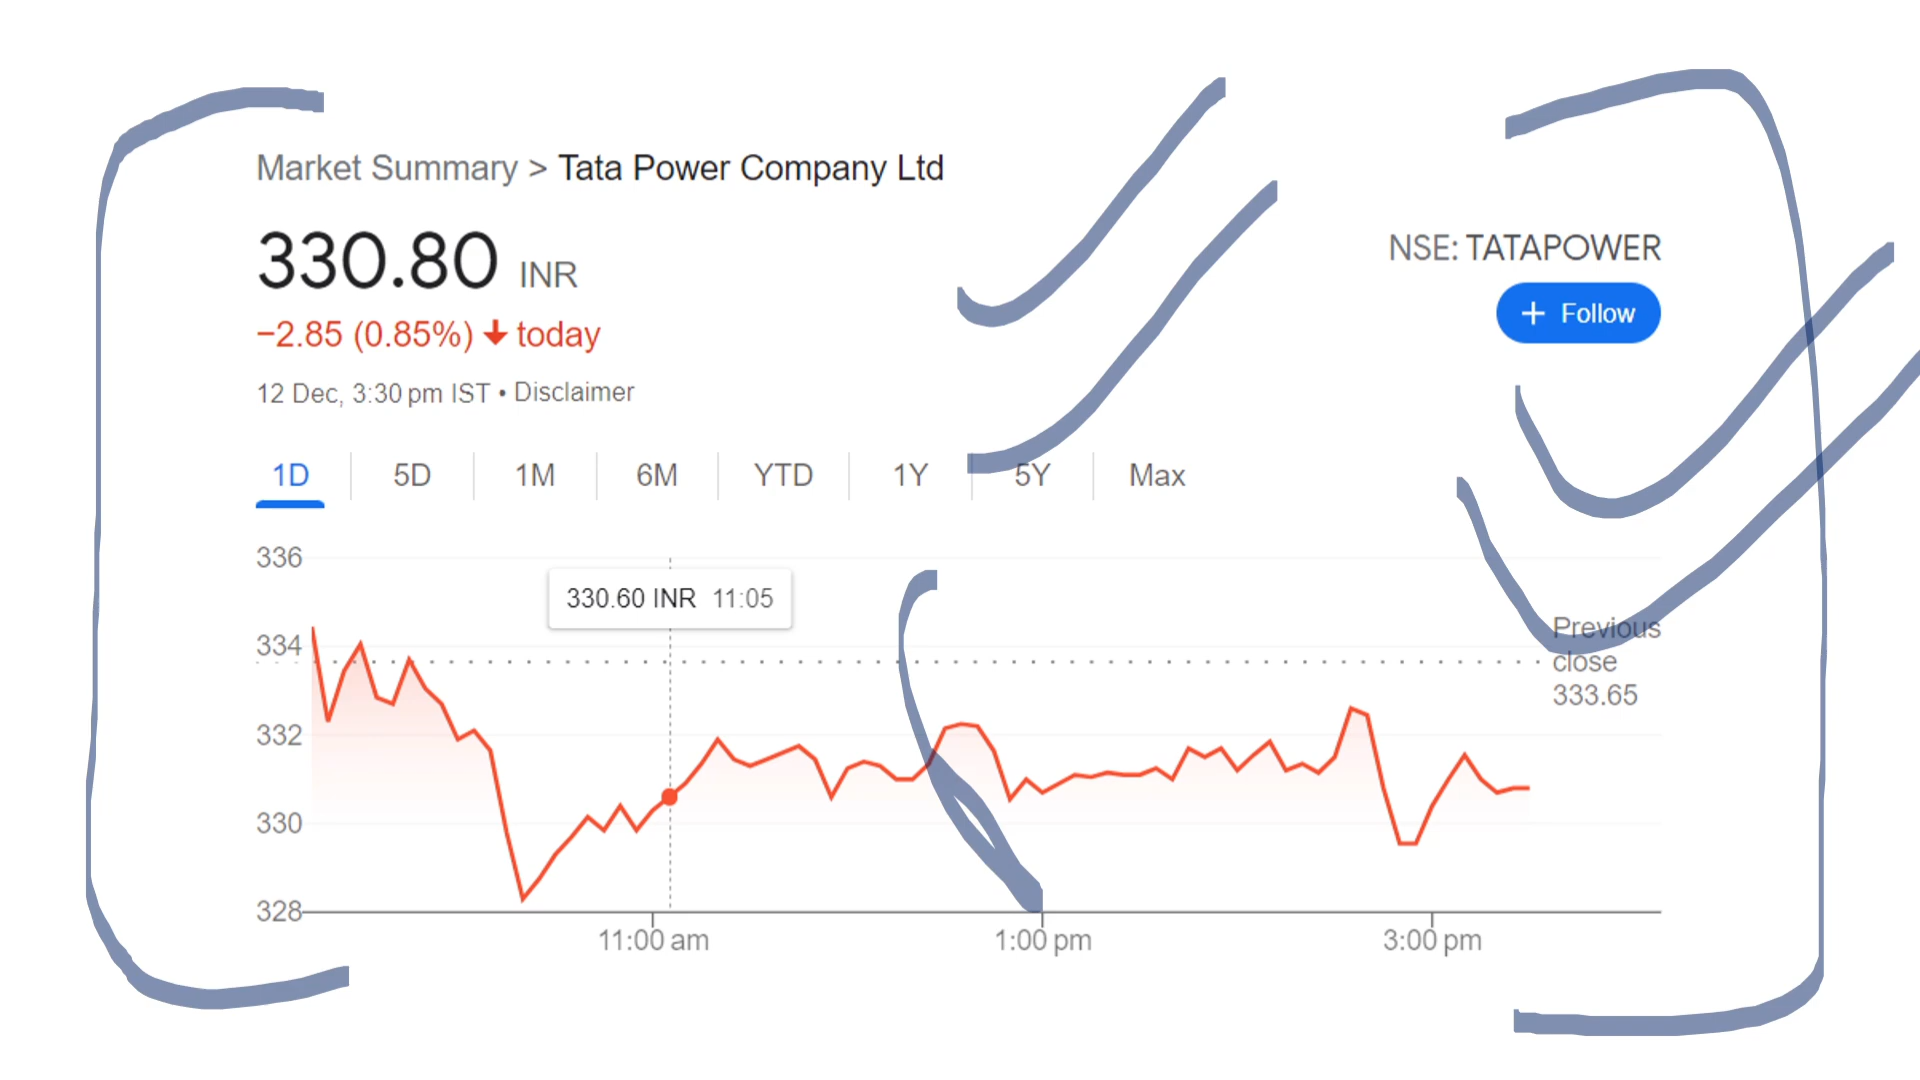 Market Summary > Tata Power Company Ltd
330.80 INR
NSE: TATAPOWER
+ Follow
−2.85 (0.85%) ↓ today
12 Dec, 3:30 pm IST • Disclaimer
1D 5D 1M 6M YTD 1Y 5Y Max
336
330.60 INR 11:05
334
Previous
close
333.65
332
330
328
11:00 am 1:00 pm 3:00 pm